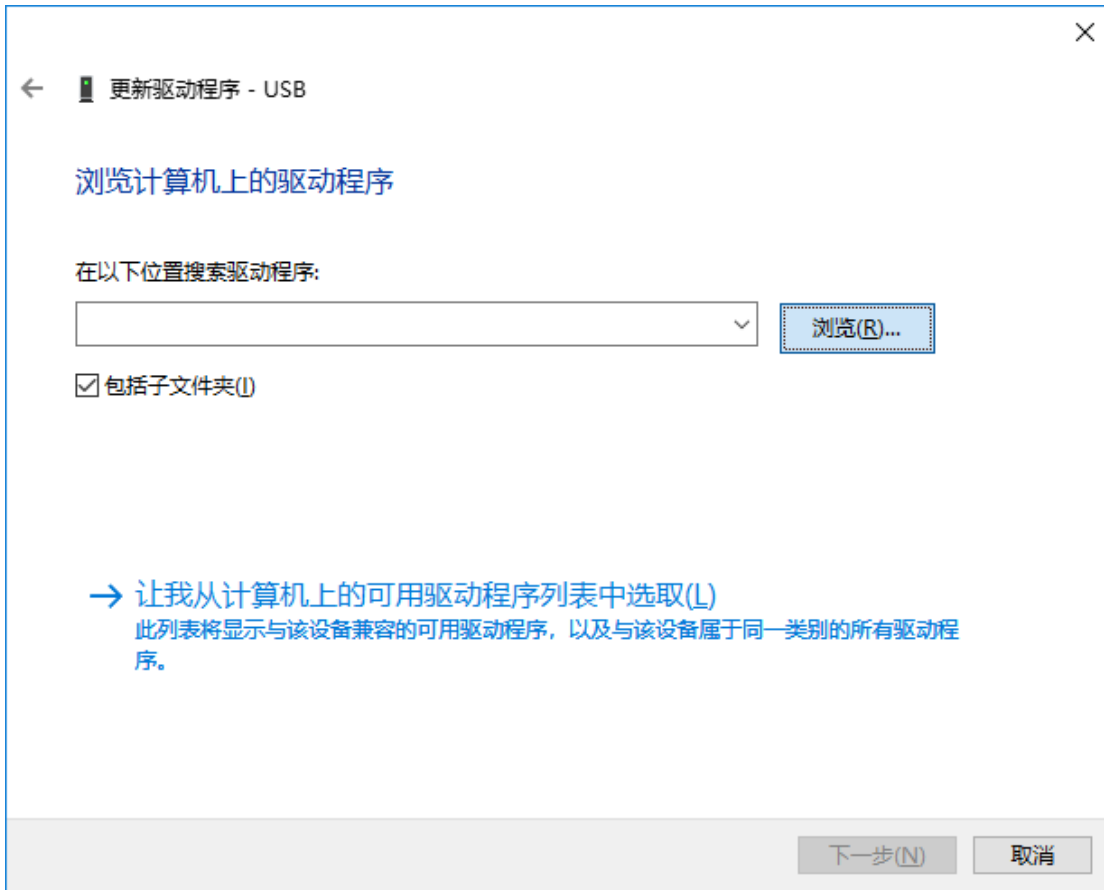 更新驱动程序 - USB
浏览计算机上的驱动程序
在以下位置搜索驱动程序:
浏览(R)...
包括子文件夹(I)
让我从计算机上的可用驱动程序列表中选取(L)
此列表将显示与该设备兼容的可用驱动程序，以及与该设备属于同一类别的所有驱动程
序。
下一步(N)
取消